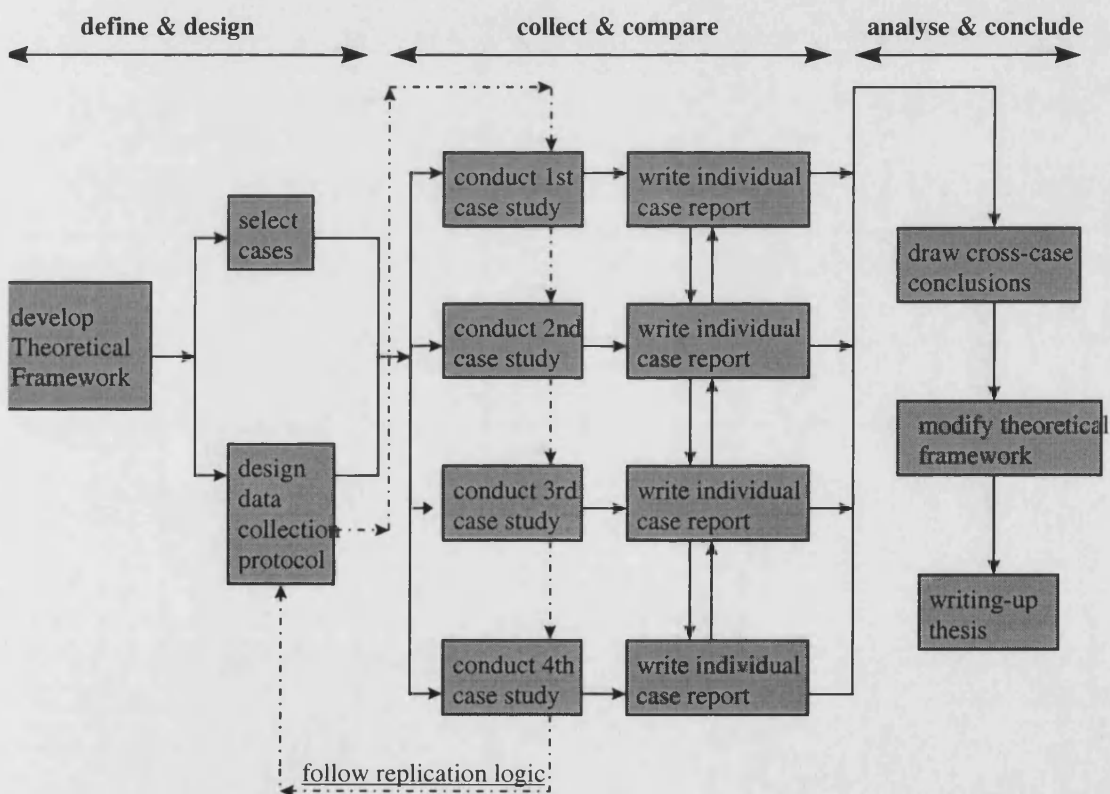 define & design
collect & compare
analyse & conclude
develop
Theoretical
Framework
select
cases
design
data
collection
protocol
conduct 1st
case study
write individual
case report
conduct 2nd
case study
write individual
case report
conduct 3rd
case study
write individual
case report
conduct 4th
case study
write individual
case report
follow replication logic
draw cross-case
conclusions
modify theoretical
framework
writing-up
thesis